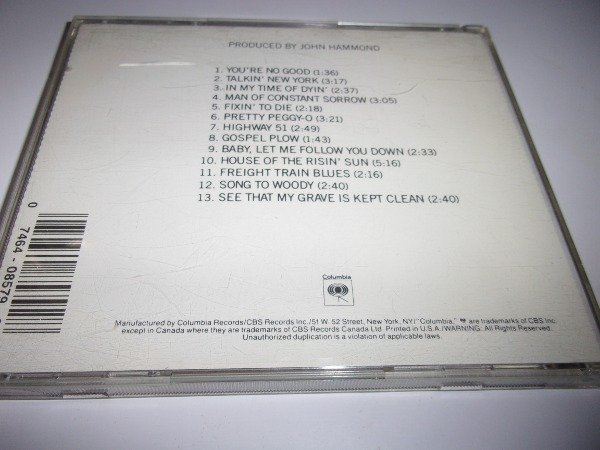 PRODUCED BY JOHN HAMMOND
1. YOU'RE NO GOOD (1:36)
2. TALKIN' NEW YORK (3:17)
3. IN MY TIME OF DYIN' (2:37)
4. MAN OF CONSTANT SORROW (3:05)
5. FIXIN' TO DIE (2:18)
6. PRETTY PEGGY-O (3:21)
7. HIGHWAY 51 (2:49)
8. GOSPEL PLOW (1:43)
9. BABY, LET ME FOLLOW YOU DOWN (2:33)
10. HOUSE OF THE RISIN' SUN (5:16)
11. FREIGHT TRAIN BLUES (2:16)
12. SONG TO WOODY (2:40)
13. SEE THAT MY GRAVE IS KEPT CLEAN (2:40)
0 7464-08579
Columbia
Manufactured by Columbia Records/CBS Records Inc./51 W. 52 Street, New York, NY/"Columbia," are trademarks of CBS Inc.
except in Canada where they are trademarks of CBS Records Canada Ltd. Printed in U.S.A./WARNING: All Rights Reserved.
Unauthorized duplication is a violation of applicable laws.